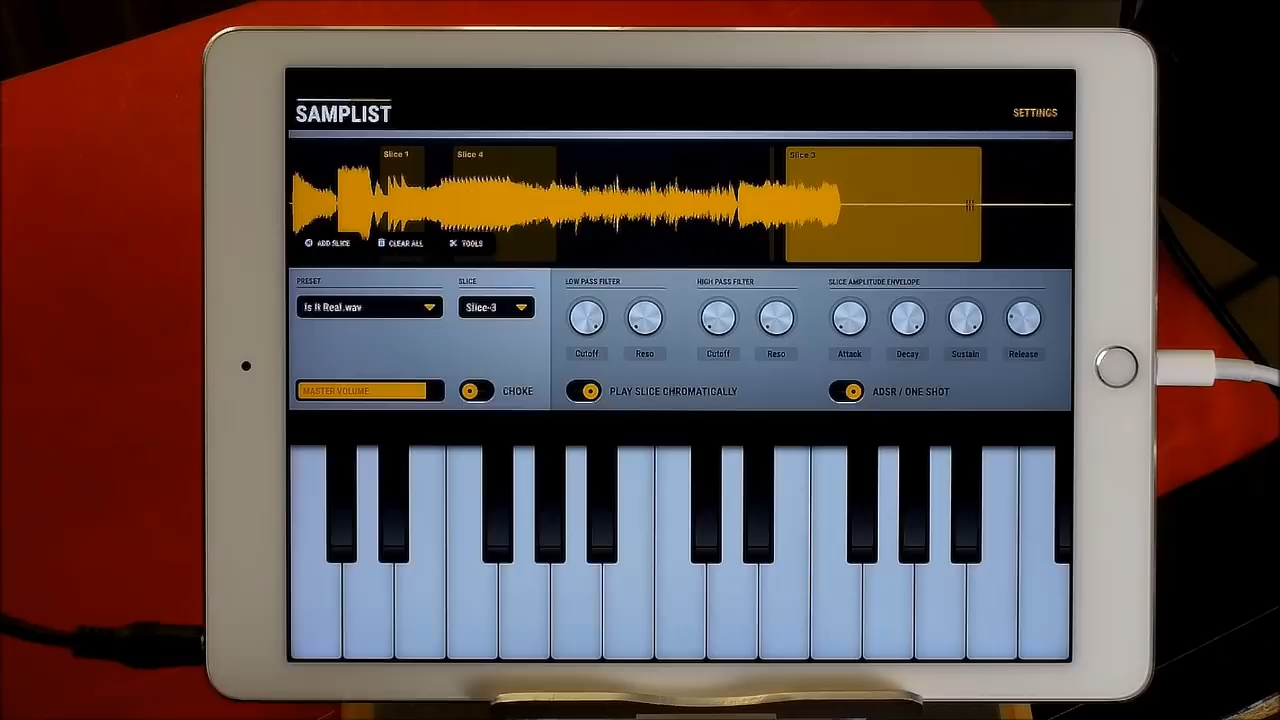 SAMPLIST
SETTINGS
Slice 1
Slice 4
Slice 3
ADD SLICE
CLEAR ALL
TOOLS
PRESET
SLICE
LOW PASS FILTER
HIGH PASS FILTER
SLICE AMPLITUDE ENVELOPE
Is It Real.wav
Slice-3
Cutoff
Reso
Cutoff
Reso
Attack
Decay
Sustain
Release
MASTER VOLUME
CHOKE
PLAY SLICE CHROMATICALLY
ADSR / ONE SHOT